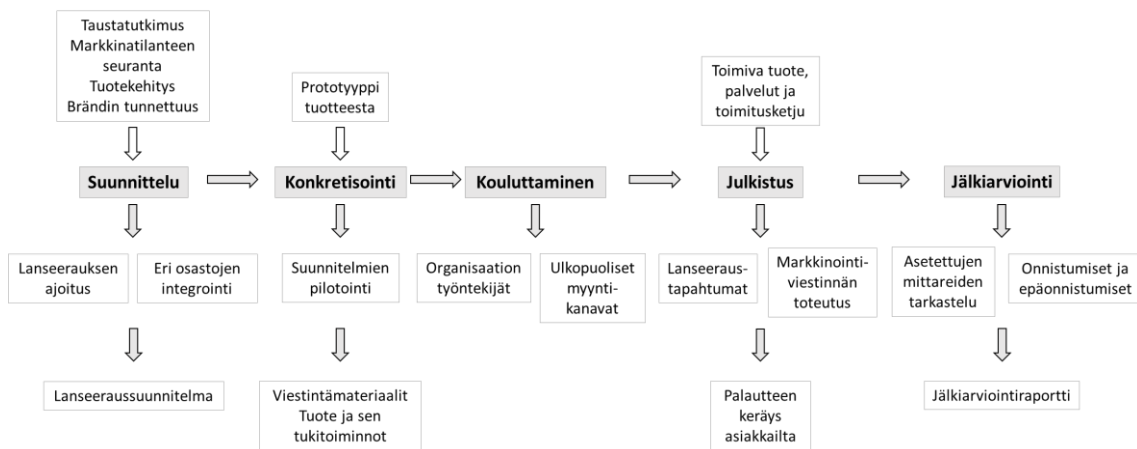 Taustatutkimus
Markkinatilanteen
seuranta
Tuotekehitys
Brändin tunnettuus
Prototyyppi
tuotteesta
Toimiva tuote,
palvelut ja
toimitusketju
Suunnittelu
Konkretisointi
Kouluttaminen
Julkistus
Jälkiarviointi
Lanseerauksen
ajoitus
Eri osastojen
integrointi
Suunnitelmien
pilotointi
Organisaation
työntekijät
Ulkopuoliset
myynti-
kanavat
Lanseeraus-
tapahtumat
Markkinointi-
viestinnän
toteutus
Asetettujen
mittareiden
tarkastelu
Onnistumiset ja
epäonnistumiset
Lanseeraussuunnitelma
Viestintämateriaalit
Tuote ja sen
tukitoiminnot
Palautteen
keräys
asiakkailta
Jälkiarviointiraportti